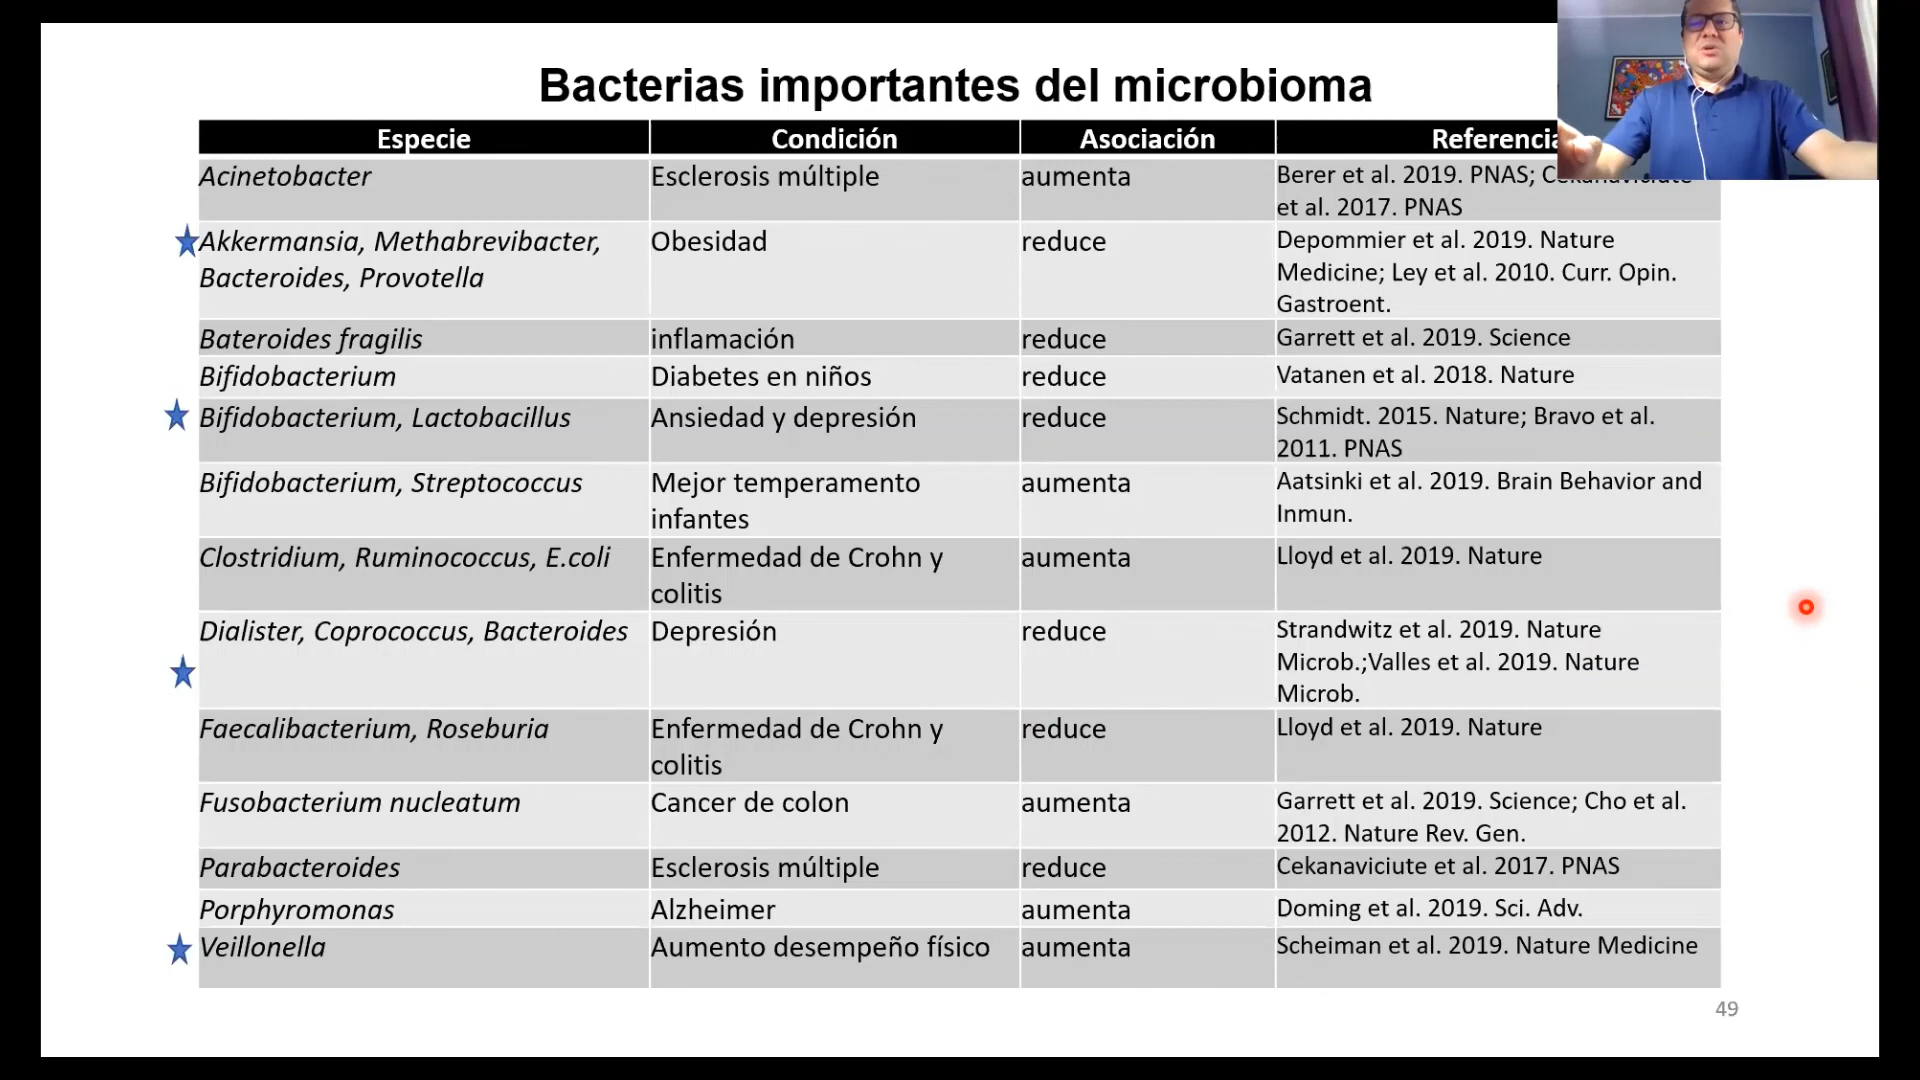 Bacterias importantes del microbioma
Especie Condición Asociación
Acinetobacter Esclerosis múltiple aumenta Berer et al. 2019. PNAS;
et al. 2017. PNAS
Akkermansia, Methabrevibacter, Obesidad reduce Depommier et al. 2019. Nature
Bacteroides, Provotella Medicine; Ley et al. 2010. Curr. Opin.
Gastroent.
Bateroides fragilis inflamación reduce Garrett et al. 2019. Science
Bifidobacterium Diabetes en niños reduce Vatanen et al. 2018. Nature
Bifidobacterium, Lactobacillus Ansiedad y depresión reduce Schmidt. 2015. Nature; Bravo et al.
2011. PNAS
Bifidobacterium, Streptococcus Mejor temperamento aumenta Aatsinki et al. 2019. Brain Behavior and
infantes Inmun.
Clostridium, Ruminococcus, E.coli Enfermedad de Crohn y aumenta Lloyd et al. 2019. Nature
colitis
Dialister, Coprococcus, Bacteroides Depresión reduce Strandwitz et al. 2019. Nature
Microb.;Valles et al. 2019. Nature
Microb.
Faecalibacterium, Roseburia Enfermedad de Crohn y reduce Lloyd et al. 2019. Nature
colitis
Fusobacterium nucleatum Cancer de colon aumenta Garrett et al. 2019. Science; Cho et al.
2012. Nature Rev. Gen.
Parabacteroides Esclerosis múltiple reduce Cekanaviciute et al. 2017. PNAS
Porphyromonas Alzheimer aumenta Doming et al. 2019. Sci. Adv.
Veillonella Aumento desempeño físico aumenta Scheiman et al. 2019. Nature Medicine
49